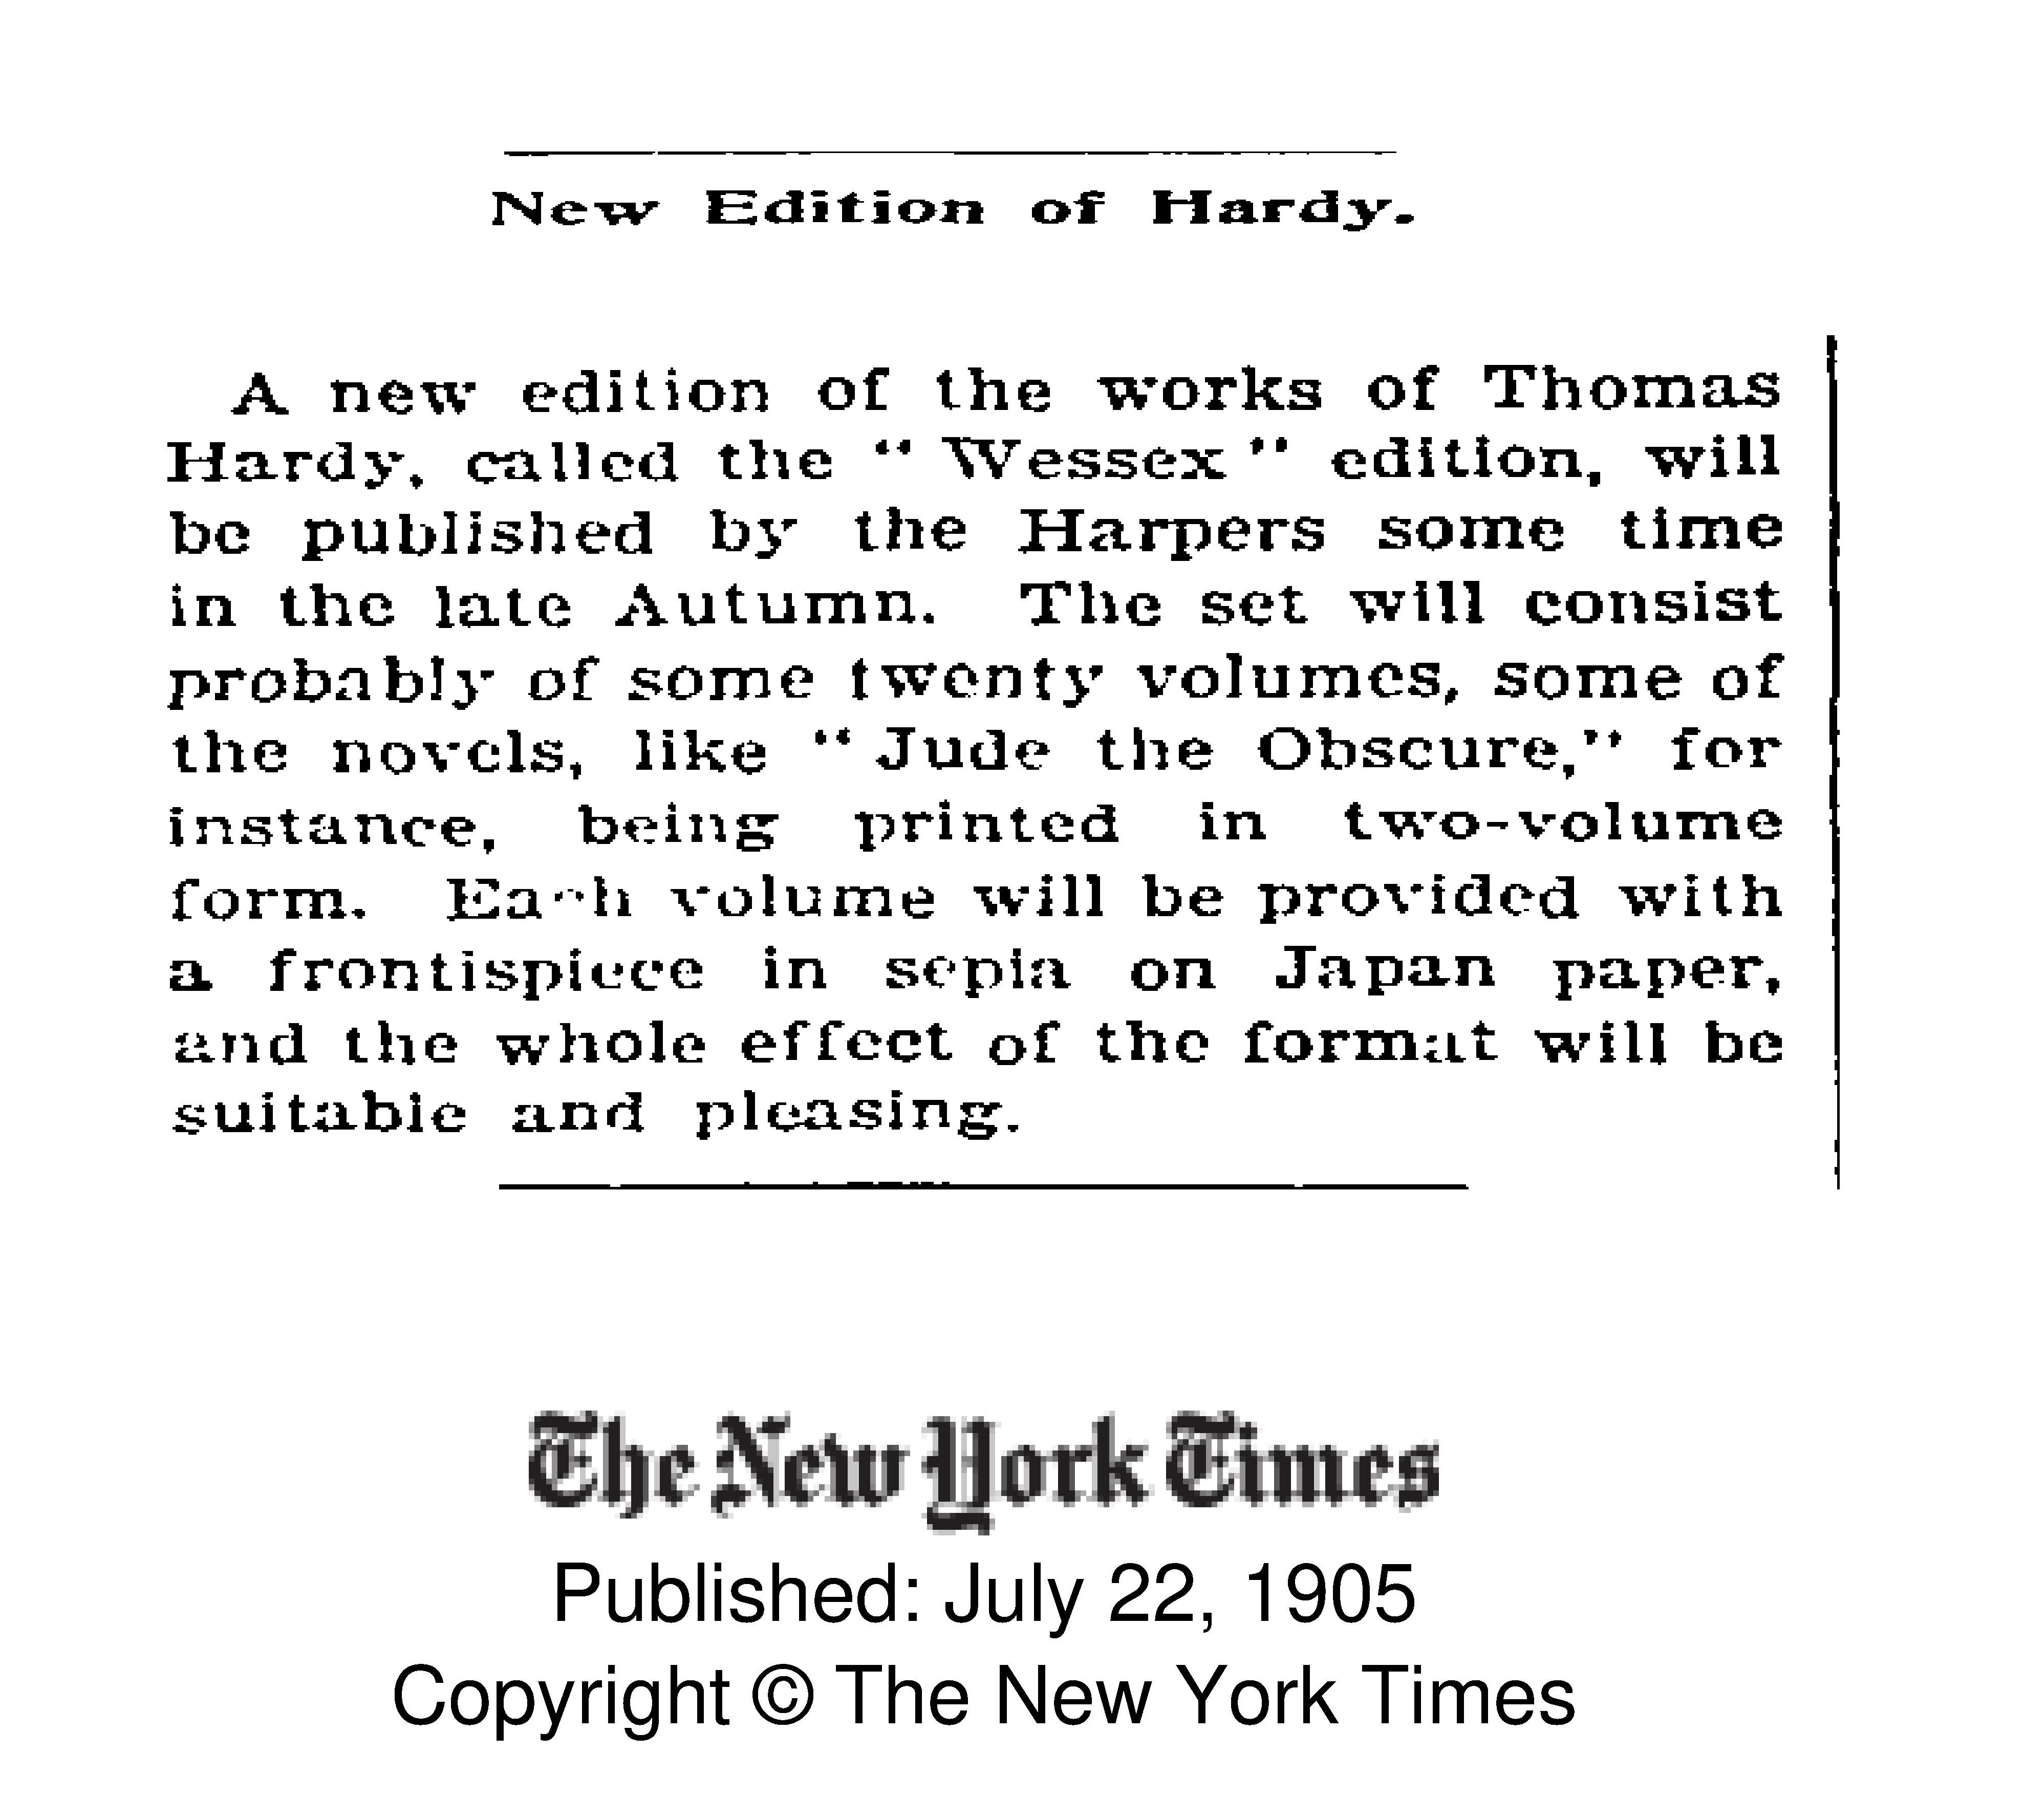 New Edition of Hardy.
A new edition of the works of Thomas
Hardy, called the " Wessex " edition, will
be published by the Harpers some time
in the late Autumn. The set will consist
probably of some twenty volumes, some of
the novels, like " Jude the Obscure," for
instance, being printed in two-volume
form. Each volume will be provided with
a frontispiece in sepia on Japan paper,
and the whole effect of the format will be
suitable and pleasing.
The New York Times
Published: July 22, 1905
Copyright © The New York Times